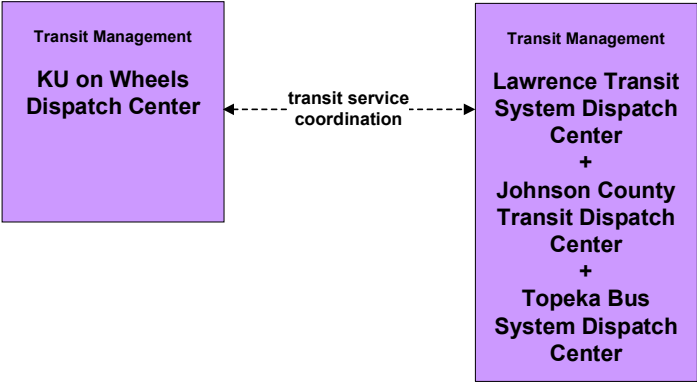 Transit Management
KU on Wheels
Dispatch Center
transit service
coordination
Transit Management
Lawrence Transit
System Dispatch
Center
+
Johnson County
Transit Dispatch
Center
+
Topeka Bus
System Dispatch
Center